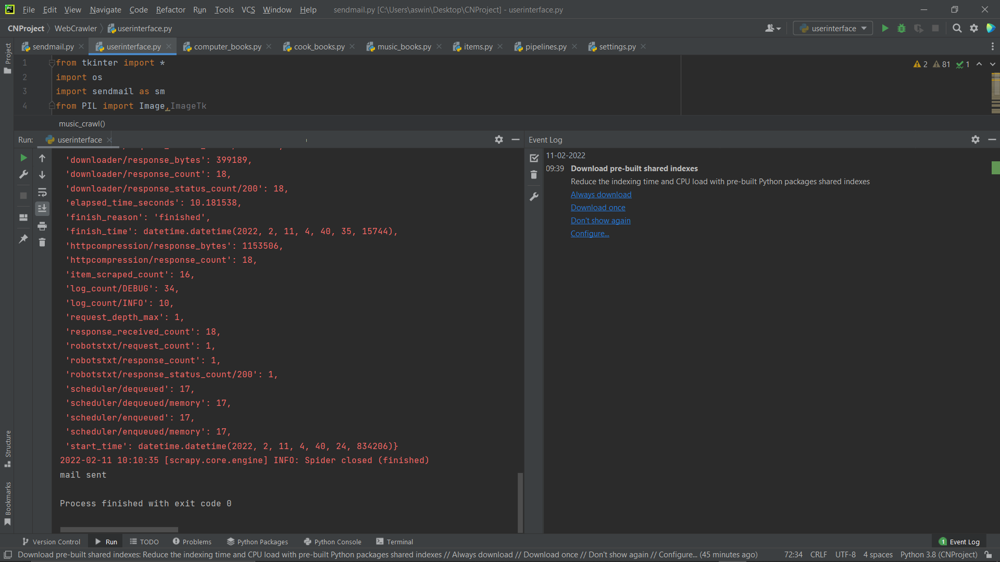 File Edit View Navigate Code Refactor Run Tools VCS Window Help sendmail.py [C:\Users\aswin\Desktop\CNProject] - userinterface.py
CNProject WebCrawler userinterface.py userinterface
sendmail.py userinterface.py computer_books.py cook_books.py music_books.py items.py pipelines.py settings.py
Project
1 from tkinter import *
2 import os
3 import sendmail as sm
4 from PIL import Image,ImageTk
2 81 1
music_crawl()
Run: userinterface
'downloader/response_bytes': 399189,
'downloader/response_count': 18,
'downloader/response_status_count/200': 18,
'elapsed_time_seconds': 10.181538,
'finish_reason': 'finished',
'finish_time': datetime.datetime(2022, 2, 11, 4, 40, 35, 15744),
'httpcompression/response_bytes': 1153506,
'httpcompression/response_count': 18,
'item_scraped_count': 16,
'log_count/DEBUG': 34,
'log_count/INFO': 10,
'request_depth_max': 1,
'response_received_count': 18,
'robotstxt/request_count': 1,
'robotstxt/response_count': 1,
'robotstxt/response_status_count/200': 1,
'scheduler/dequeued': 17,
'scheduler/dequeued/memory': 17,
'scheduler/enqueued': 17,
'scheduler/enqueued/memory': 17,
'start_time': datetime.datetime(2022, 2, 11, 4, 40, 24, 834206)}
2022-02-11 10:10:35 [scrapy.core.engine] INFO: Spider closed (finished)
mail sent
Process finished with exit code 0
Event Log
11-02-2022
09:39 Download pre-built shared indexes
Reduce the indexing time and CPU load with pre-built Python packages shared indexes
Always download
Download once
Don't show again
Configure...
Structure
Bookmarks
Version Control Run TODO Problems Python Packages Python Console Terminal 1 Event Log
Download pre-built shared indexes: Reduce the indexing time and CPU load with pre-built Python packages shared indexes // Always download // Download once // Don't show again // Configure... (45 minutes ago) 72:34 CRLF UTF-8 4 spaces Python 3.8 (CNProject)